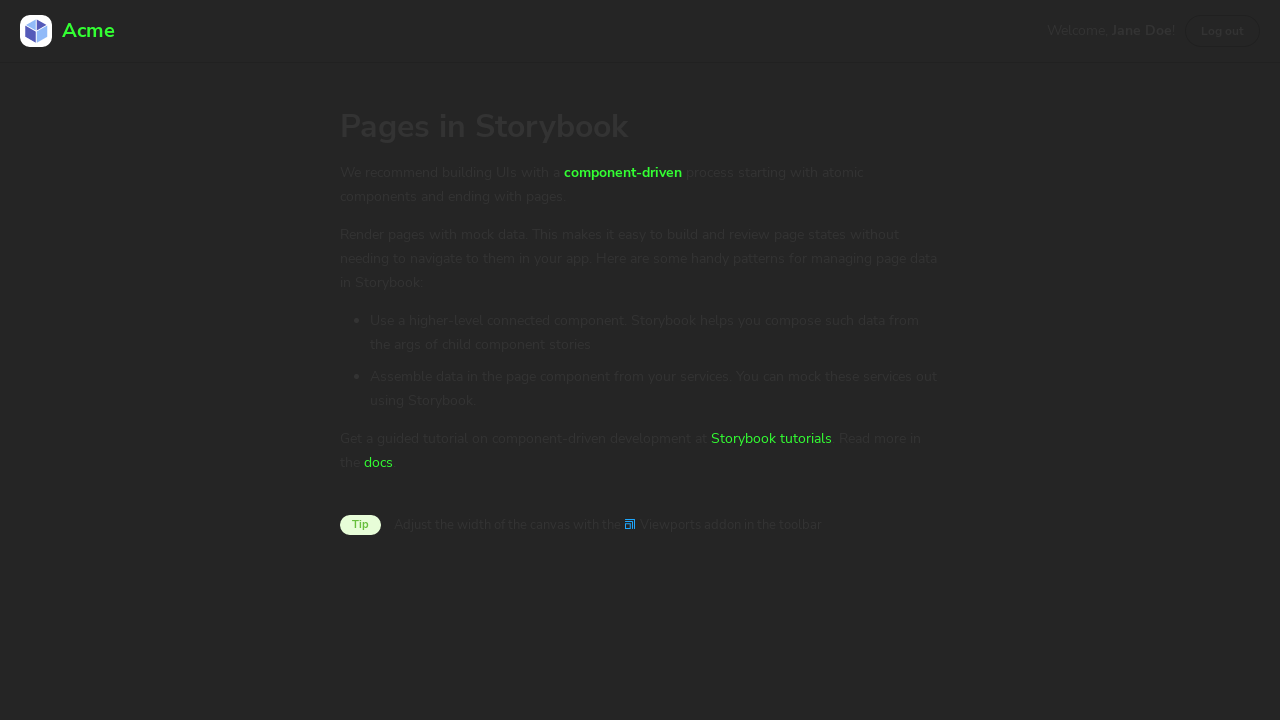 Acme
Welcome, Jane Doe!
Log out
Pages in Storybook
We recommend building UIs with a component-driven process starting with atomic
components and ending with pages.
Render pages with mock data. This makes it easy to build and review page states without
needing to navigate to them in your app. Here are some handy patterns for managing page data
in Storybook:
Use a higher-level connected component. Storybook helps you compose such data from
the args of child component stories
Assemble data in the page component from your services. You can mock these services out
using Storybook.
Get a guided tutorial on component-driven development at Storybook tutorials. Read more in
the docs.
Tip Adjust the width of the canvas with the Viewports addon in the toolbar